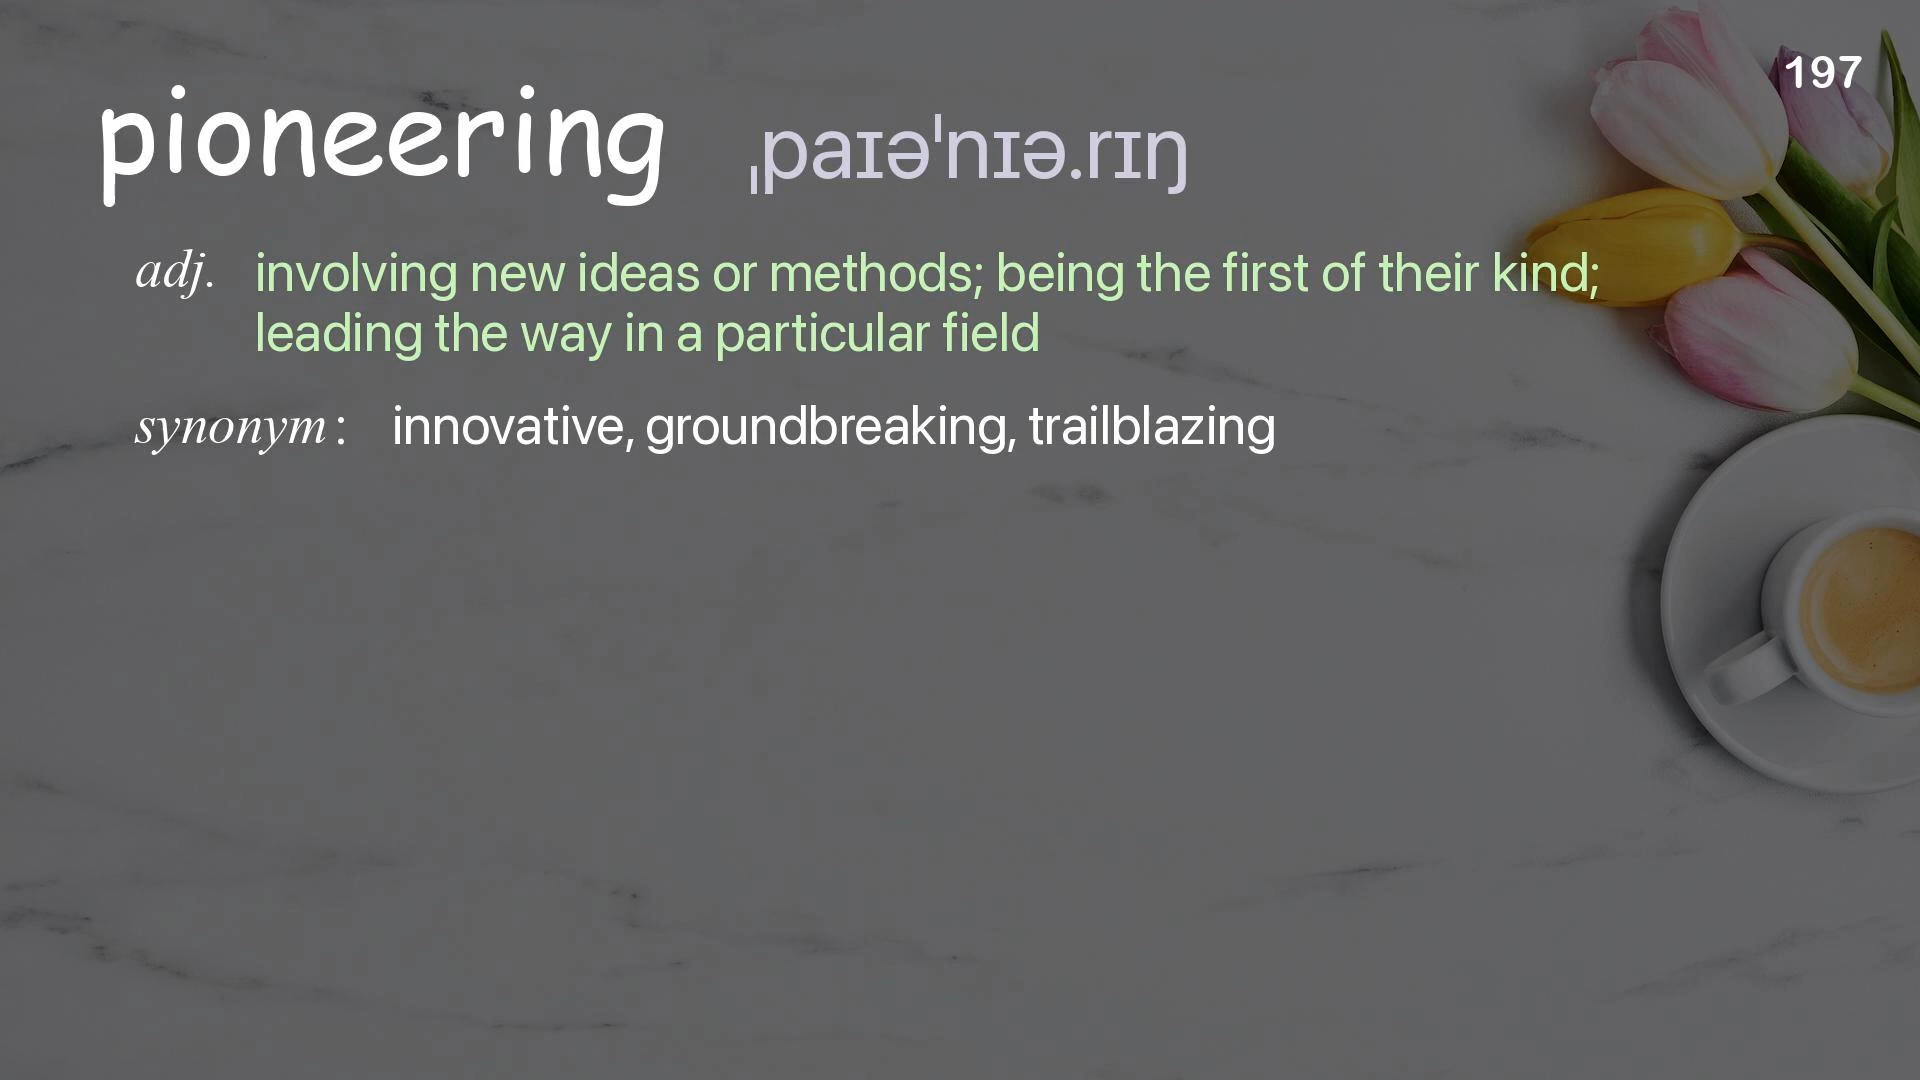 197
pioneering ˌpaɪəˈnɪə.rɪŋ
adj. involving new ideas or methods; being the first of their kind;
leading the way in a particular field
synonym: innovative, groundbreaking, trailblazing